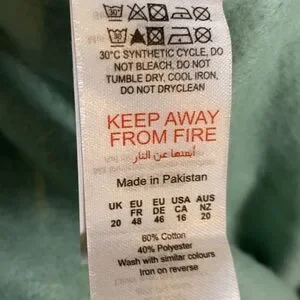 30°C SYNTHETIC CYCLE, DO
NOT BLEACH, DO NOT
TUMBLE DRY, COOL IRON,
DO NOT DRYCLEAN
KEEP AWAY
FROM FIRE
أبعدها عن النار
Made in Pakistan
UK EU EU USA AUS
FR DE CA NZ
20 48 46 16 20
60% Cotton
40% Polyester
Wash with similar colours
Iron on reverse